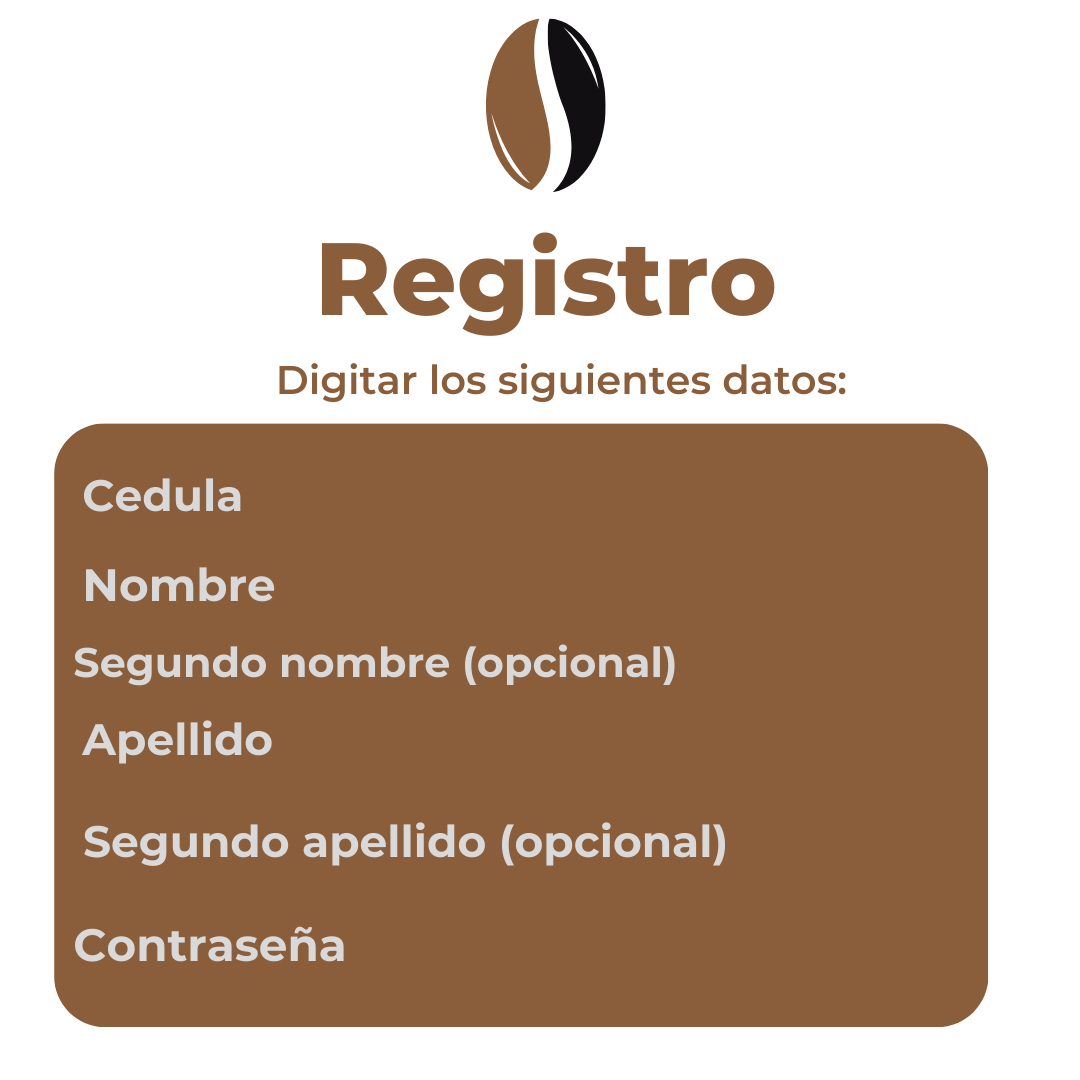 Registro
Digitar los siguientes datos:
Cedula
Nombre
Segundo nombre (opcional)
Apellido
Segundo apellido (opcional)
Contraseña